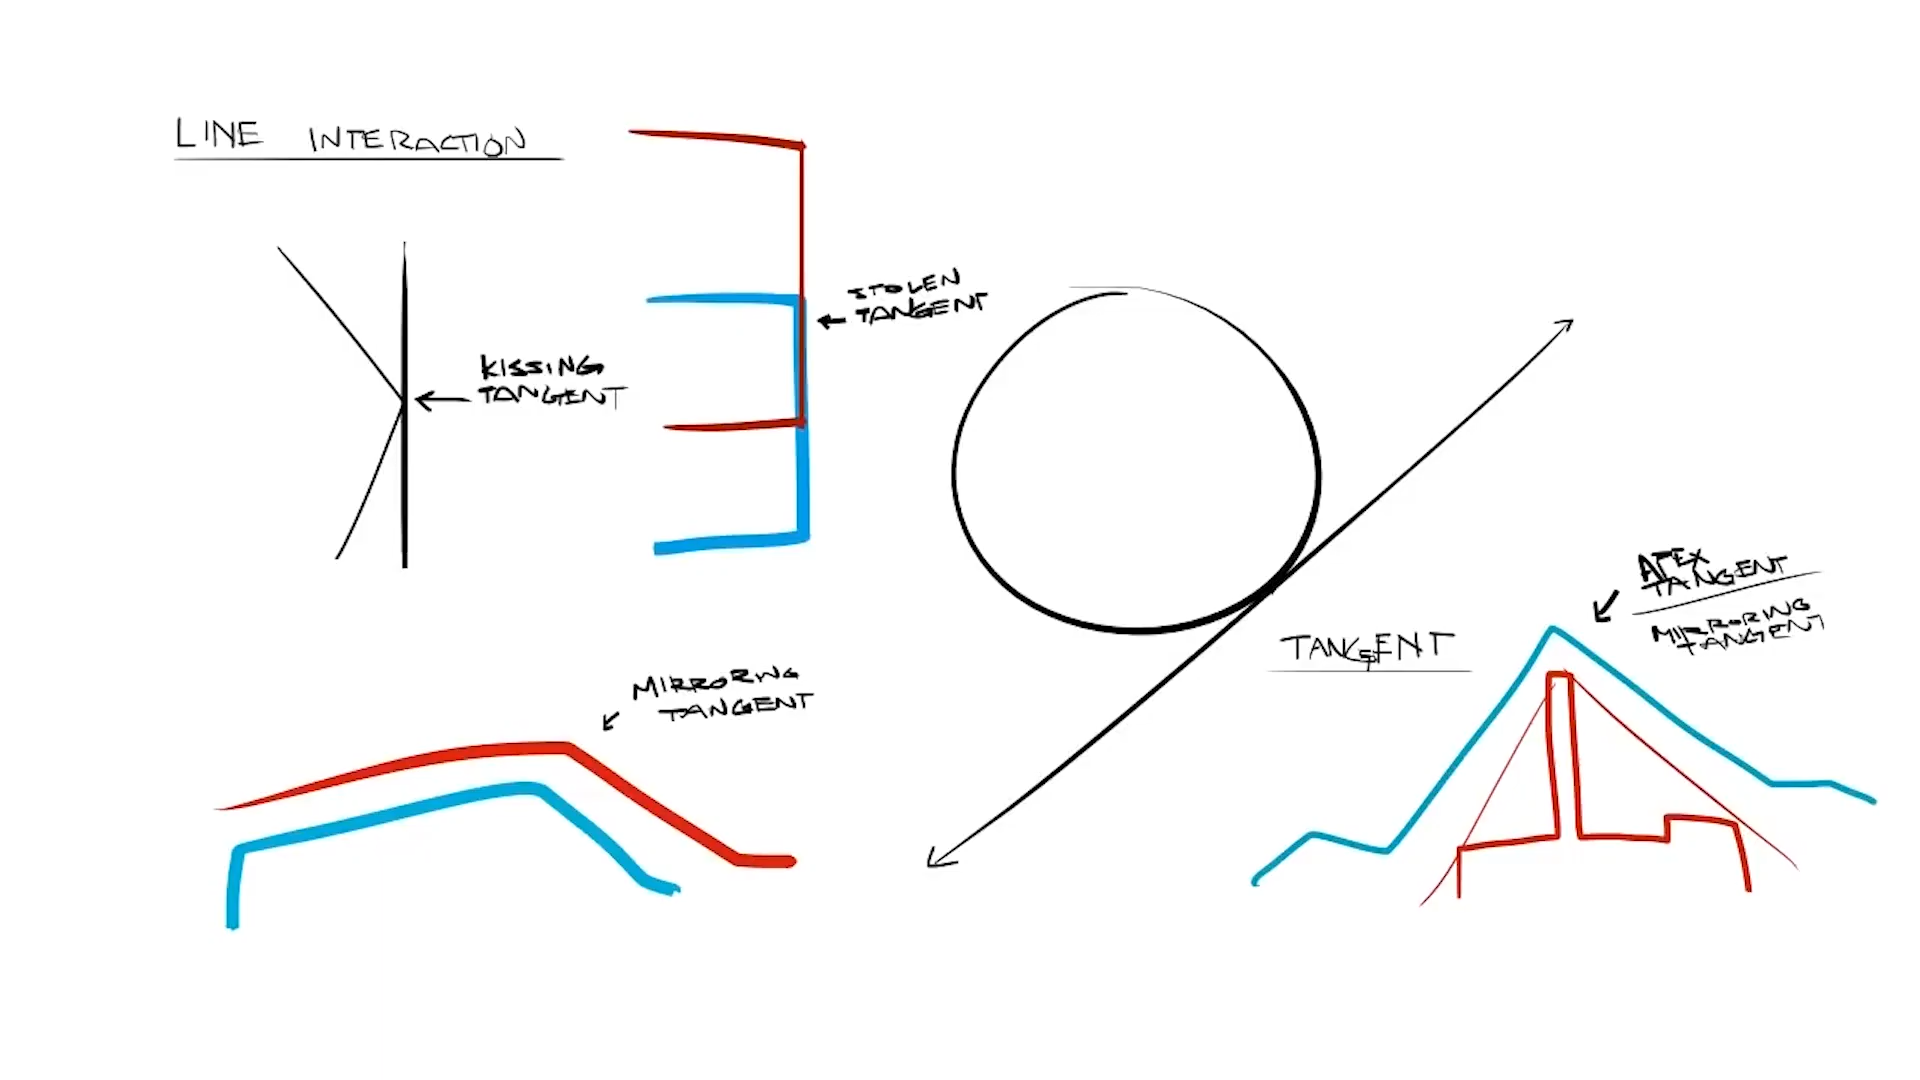 LINE INTERACTION
STOLEN
TANGENT
KISSING
TANGENT
APEX
TANGENT
MIRRORING
TANGENT
TANGENT
MIRRORING
TANGENT